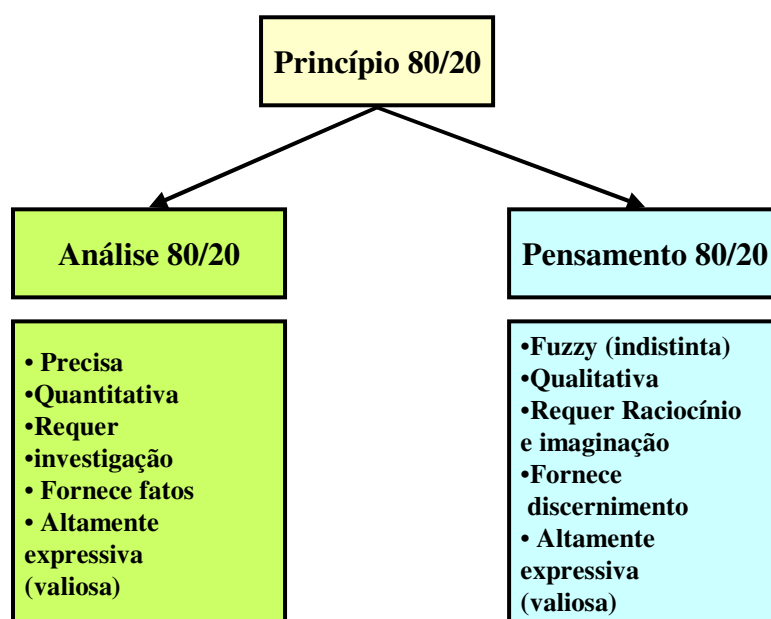 Princípio 80/20
Análise 80/20
Pensamento 80/20
• Precisa
•Quantitativa
•Requer
•investigação
• Fornece fatos
• Altamente
expressiva
(valiosa)
•Fuzzy (indistinta)
•Qualitativa
•Requer Raciocínio
e imaginação
•Fornece
discernimento
• Altamente
expressiva
(valiosa)